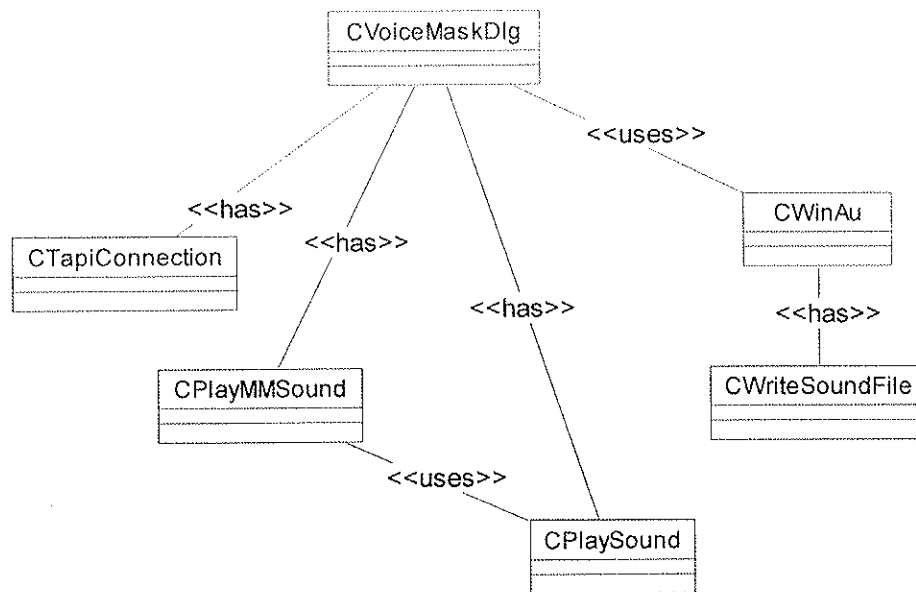 CVoiceMaskDlg
<<uses>>
<<has>>
CWinAu
<<has>>
CTapiConnection
<<has>>
<<has>>
CPlayMMSound
CWriteSoundFile
<<uses>>
CPlaySound